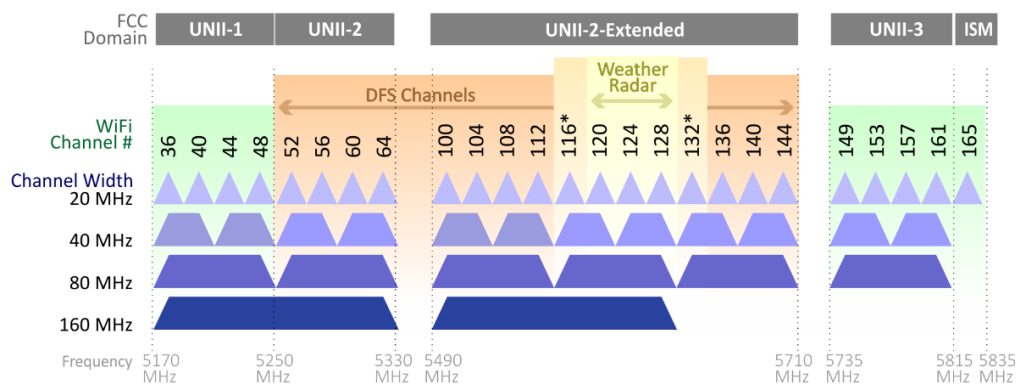 FCC
Domain
UNII-1
UNII-2
UNII-2-Extended
UNII-3
ISM
Weather
Radar
DFS Channels
WiFi
Channel #
36 40 44 48 52 56 60 64 100 104 108 112 116* 120 124 128 132* 136 140 144 149 153 157 161 165
Channel Width
20 MHz
40 MHz
80 MHz
160 MHz
Frequency
5170
MHz
5250
MHz
5330
MHz
5490
MHz
5710
MHz
5735
MHz
5815
MHz
5835
MHz